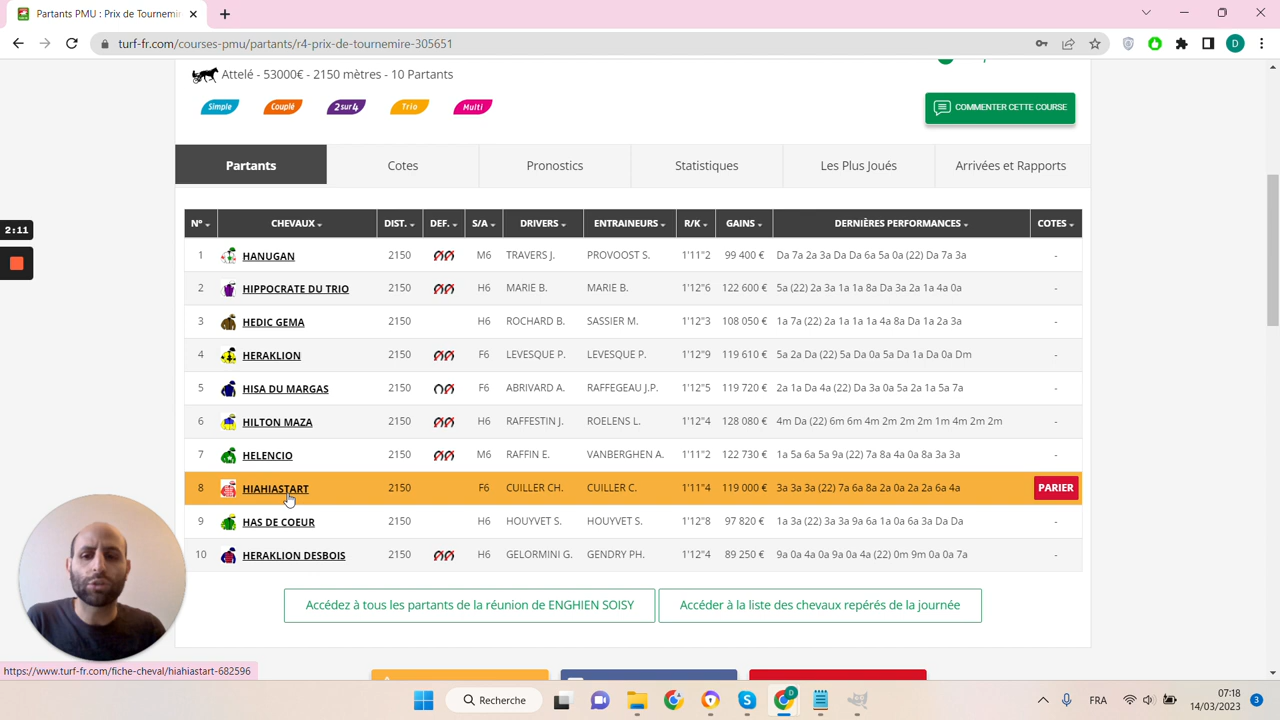 Partants PMU : Prix de Tournemir
turf-fr.com/courses-pmu/partants/r4-prix-de-tournemire-305651
D
Attelé - 53000€ - 2150 mètres - 10 Partants
Simple Couplé 2sur4 Trio Multi
COMMENTER CETTE COURSE
Partants Cotes Pronostics Statistiques Les Plus Joués Arrivées et Rapports
2:11
N° CHEVAUX DIST. DEF. S/A DRIVERS ENTRAINEURS R/K GAINS DERNIÈRES PERFORMANCES COTES
1 HANUGAN 2150 M6 TRAVERS J. PROVOOST S. 1'11"2 99 400 € Da 7a 2a 3a Da Da 6a 5a 0a (22) Da 7a 3a -
2 HIPPOCRATE DU TRIO 2150 H6 MARIE B. MARIE B. 1'12"6 122 600 € 5a (22) 2a 3a 1a 1a 8a Da 3a 2a 1a 4a 0a -
3 HEDIC GEMA 2150 H6 ROCHARD B. SASSIER M. 1'12"3 108 050 € 1a 7a (22) 2a 1a 1a 1a 4a 8a Da 1a 2a 3a -
4 HERAKLION 2150 F6 LEVESQUE P. LEVESQUE P. 1'12"9 119 610 € 5a 2a Da (22) 5a Da 0a 5a Da 1a Da 0a Dm -
5 HISA DU MARGAS 2150 F6 ABRIVARD A. RAFFEGEAU J.P. 1'12"5 119 720 € 2a 1a Da 4a (22) Da 3a 0a 5a 2a 1a 5a 7a -
6 HILTON MAZA 2150 H6 RAFFESTIN J. ROELENS L. 1'12"4 128 080 € 4m Da (22) 6m 6m 4m 2m 2m 2m 1m 4m 2m 2m -
7 HELENCIO 2150 M6 RAFFIN E. VANBERGHEN A. 1'11"2 122 730 € 1a 5a 6a 5a 9a (22) 7a 8a 4a 0a 8a 1a 3a -
8 HIAHIASTART 2150 F6 CUILLER CH. CUILLER C. 1'11"4 119 000 € 3a 3a 3a (22) 7a 6a 8a 2a 0a 2a 2a 6a 4a PARIER
9 HAS DE COEUR 2150 H6 HOUYVET S. HOUYVET S. 1'12"8 97 820 € 1a 3a (22) 3a 3a 9a 6a 1a 0a 6a 3a Da Da -
10 HERAKLION DESBOIS 2150 H6 GELORMINI G. GENDRY PH. 1'12"4 89 250 € 9a 0a 4a 0a 9a 0a 4a (22) 0m 9m 0a 0a 7a -
Accédez à tous les partants de la réunion de ENGHIEN SOISY Accéder à la liste des chevaux repérés de la journée
https://www.turf-fr.com/fiche-cheval/hiahiastart-682596
Recherche
FRA
07:18
14/03/2023
3